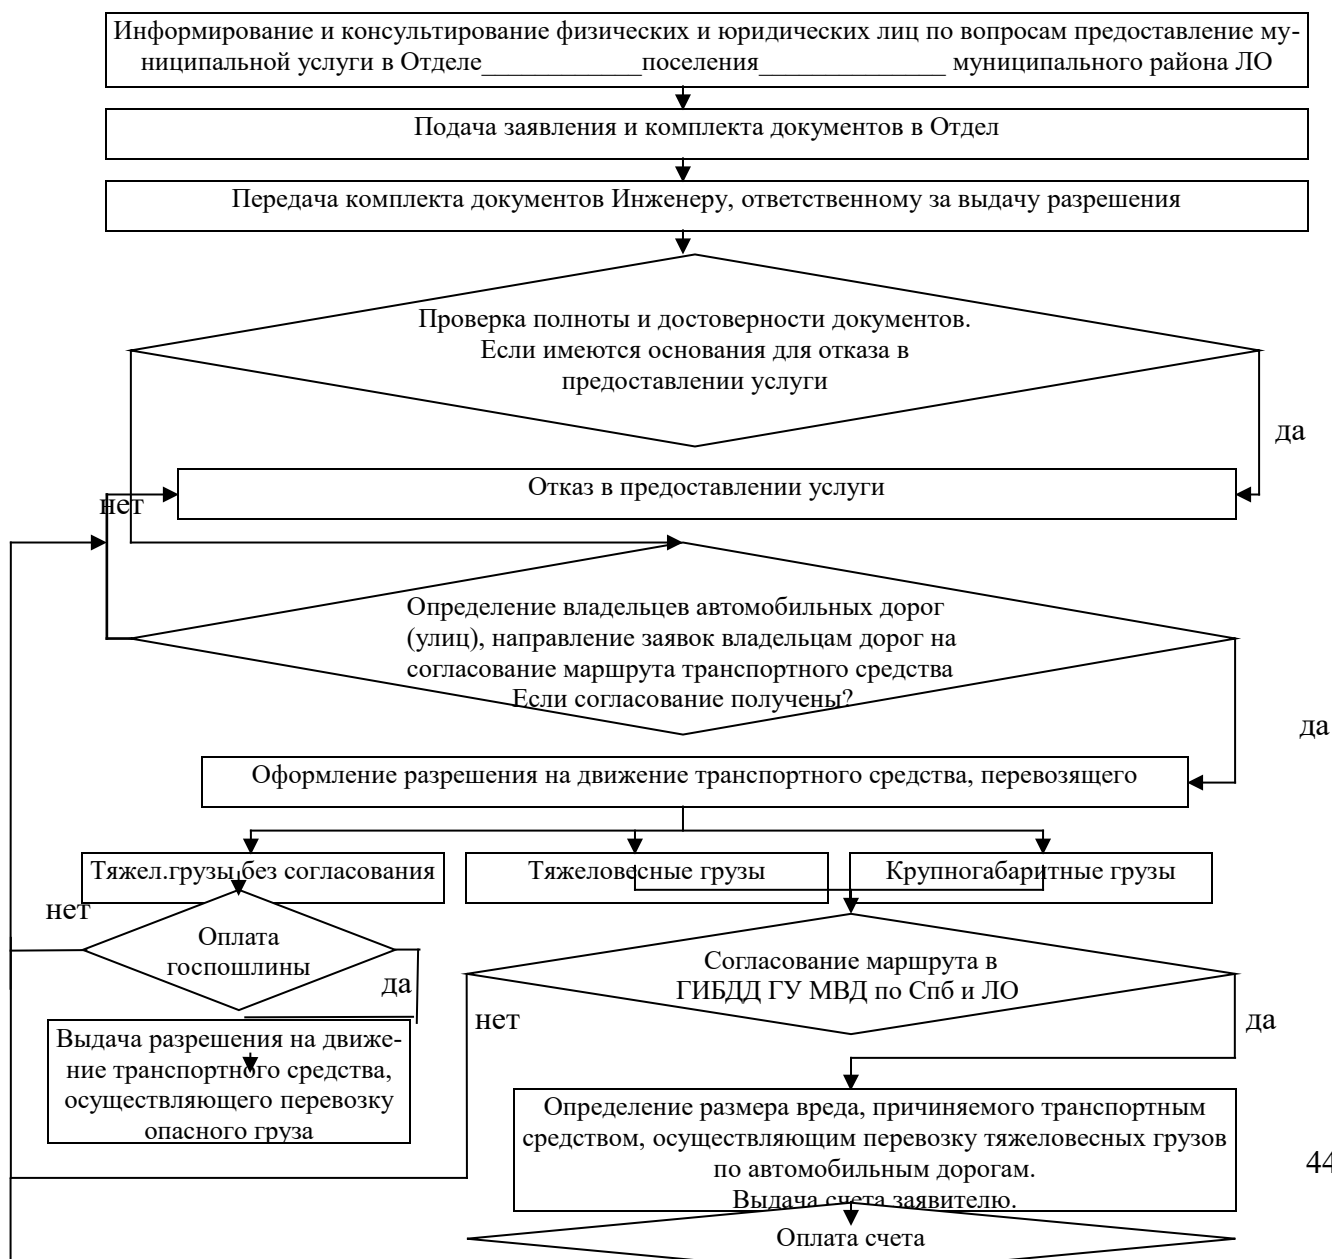 Информирование и консультирование физических и юридических лиц по вопросам предоставление му-
ниципальной услуги в Отделе____________поселения______________ муниципального района ЛО
Подача заявления и комплекта документов в Отдел
Передача комплекта документов Инженеру, ответственному за выдачу разрешения
Проверка полноты и достоверности документов.
Если имеются основания для отказа в
предоставлении услуги
да
Отказ в предоставлении услуги
нет
Определение владельцев автомобильных дорог
(улиц), направление заявок владельцам дорог на
согласование маршрута транспортного средства
Если согласование получены?
да
Оформление разрешения на движение транспортного средства, перевозящего
Тяжел.грузы без согласования
Тяжеловесные грузы
Крупногабаритные грузы
нет
Оплата
госпошлины
да
Согласование маршрута в
ГИБДД ГУ МВД по Спб и ЛО
нет
да
Выдача разрешения на движе-
ние транспортного средства,
осуществляющего перевозку
опасного груза
Определение размера вреда, причиняемого транспортным
средством, осуществляющим перевозку тяжеловесных грузов
по автомобильным дорогам.
Выдача счета заявителю.
44
Оплата счета